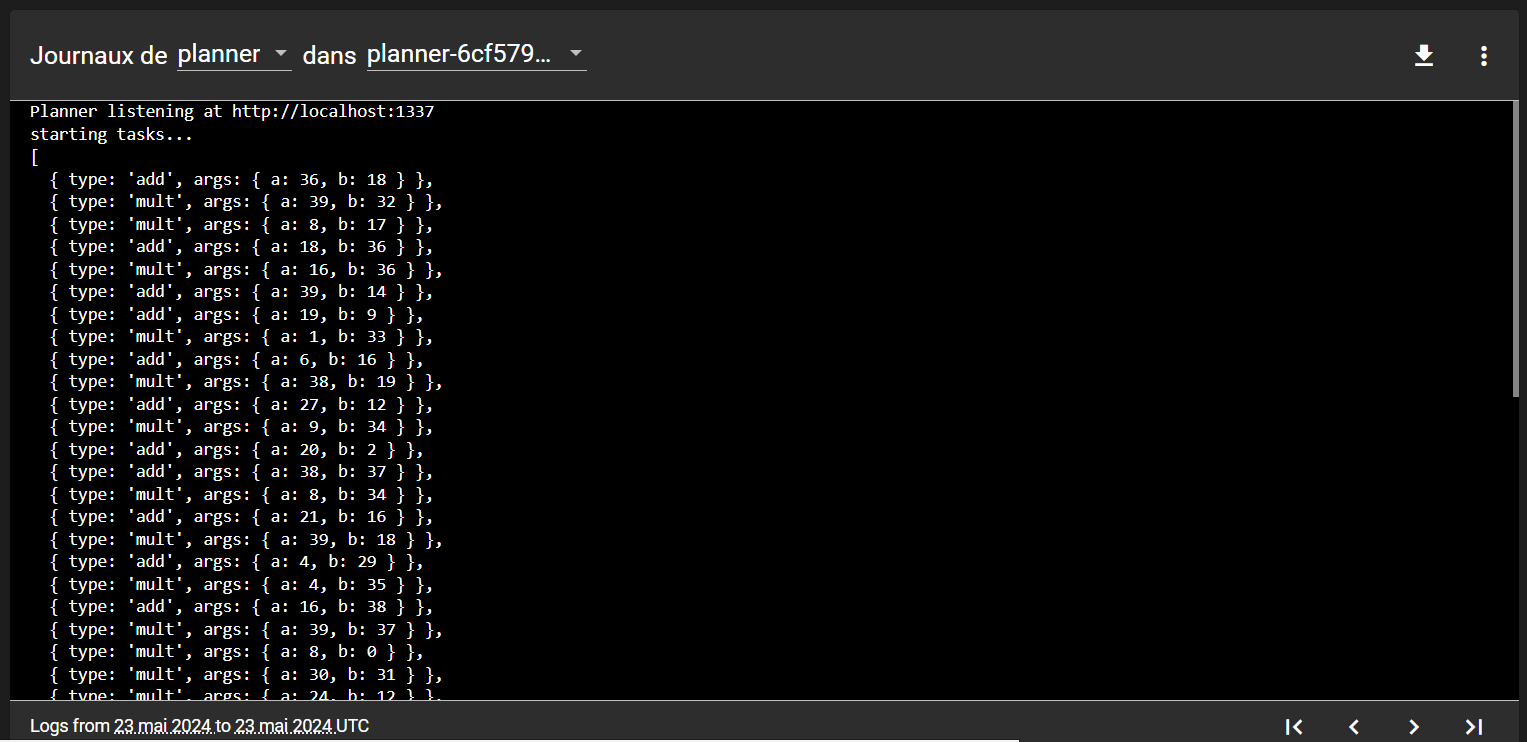 Journaux de planner dans planner-6cf579...
Planner listening at http://localhost:1337
starting tasks...
[
  { type: 'add', args: { a: 36, b: 18 } },
  { type: 'mult', args: { a: 39, b: 32 } },
  { type: 'mult', args: { a: 8, b: 17 } },
  { type: 'add', args: { a: 18, b: 36 } },
  { type: 'mult', args: { a: 16, b: 36 } },
  { type: 'add', args: { a: 39, b: 14 } },
  { type: 'add', args: { a: 19, b: 9 } },
  { type: 'mult', args: { a: 1, b: 33 } },
  { type: 'add', args: { a: 6, b: 16 } },
  { type: 'mult', args: { a: 38, b: 19 } },
  { type: 'add', args: { a: 27, b: 12 } },
  { type: 'mult', args: { a: 9, b: 34 } },
  { type: 'add', args: { a: 20, b: 2 } },
  { type: 'add', args: { a: 38, b: 37 } },
  { type: 'mult', args: { a: 8, b: 34 } },
  { type: 'add', args: { a: 21, b: 16 } },
  { type: 'mult', args: { a: 39, b: 18 } },
  { type: 'add', args: { a: 4, b: 29 } },
  { type: 'mult', args: { a: 4, b: 35 } },
  { type: 'add', args: { a: 16, b: 38 } },
  { type: 'mult', args: { a: 39, b: 37 } },
  { type: 'mult', args: { a: 8, b: 0 } },
  { type: 'mult', args: { a: 30, b: 31 } },
  { type: 'mult', args: { a: 24, b: 12 } },
Logs from 23 mai 2024 to 23 mai 2024 UTC